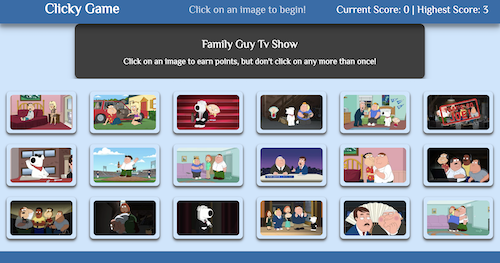 Clicky Game
Click on an image to begin!
Current Score: 0 | Highest Score: 3
Family Guy Tv Show
Click on an image to earn points, but don't click on any more than once!